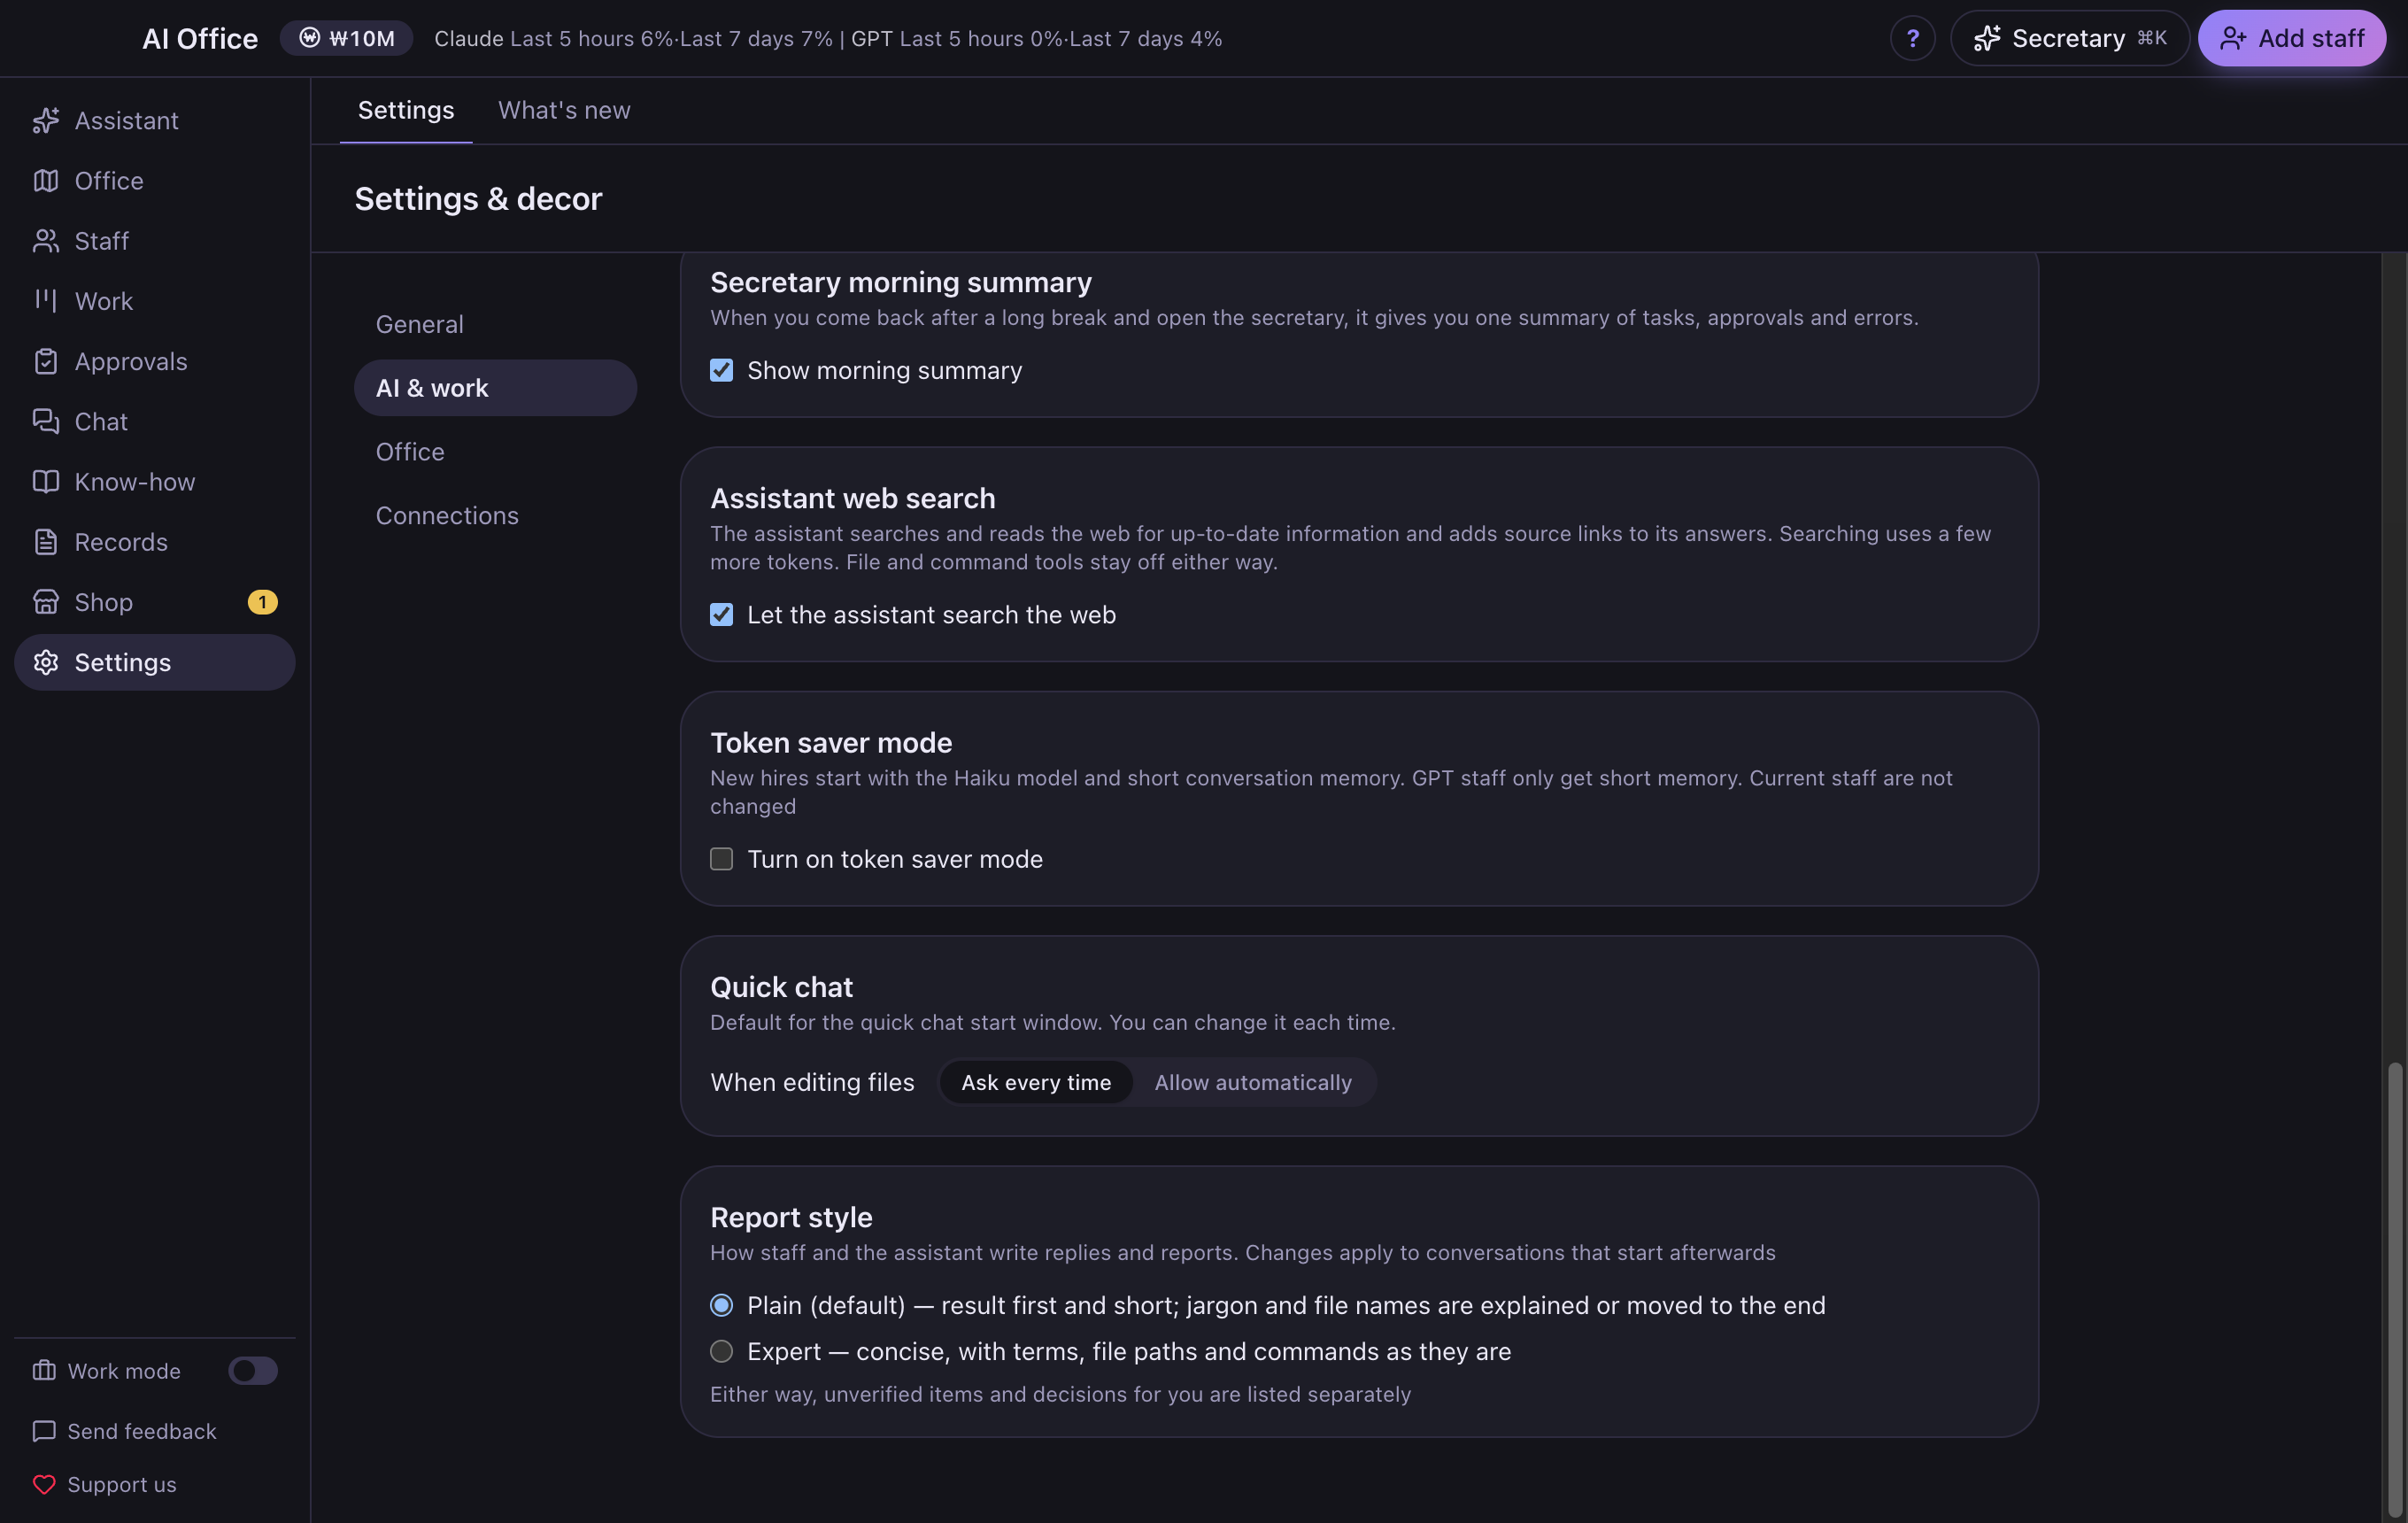 AI Office
₩10M
Claude Last 5 hours 6%·Last 7 days 7% | GPT Last 5 hours 0%·Last 7 days 4%
?
Secretary ⌘K
Add staff
Assistant
Office
Staff
Work
Approvals
Chat
Know-how
Records
Shop 1
Settings
Work mode
Send feedback
Support us
Settings
What's new
Settings & decor
General
AI & work
Office
Connections
Secretary morning summary
When you come back after a long break and open the secretary, it gives you one summary of tasks, approvals and errors.
Show morning summary
Assistant web search
The assistant searches and reads the web for up-to-date information and adds source links to its answers. Searching uses a few
more tokens. File and command tools stay off either way.
Let the assistant search the web
Token saver mode
New hires start with the Haiku model and short conversation memory. GPT staff only get short memory. Current staff are not
changed
Turn on token saver mode
Quick chat
Default for the quick chat start window. You can change it each time.
When editing files Ask every time Allow automatically
Report style
How staff and the assistant write replies and reports. Changes apply to conversations that start afterwards
Plain (default) — result first and short; jargon and file names are explained or moved to the end
Expert — concise, with terms, file paths and commands as they are
Either way, unverified items and decisions for you are listed separately